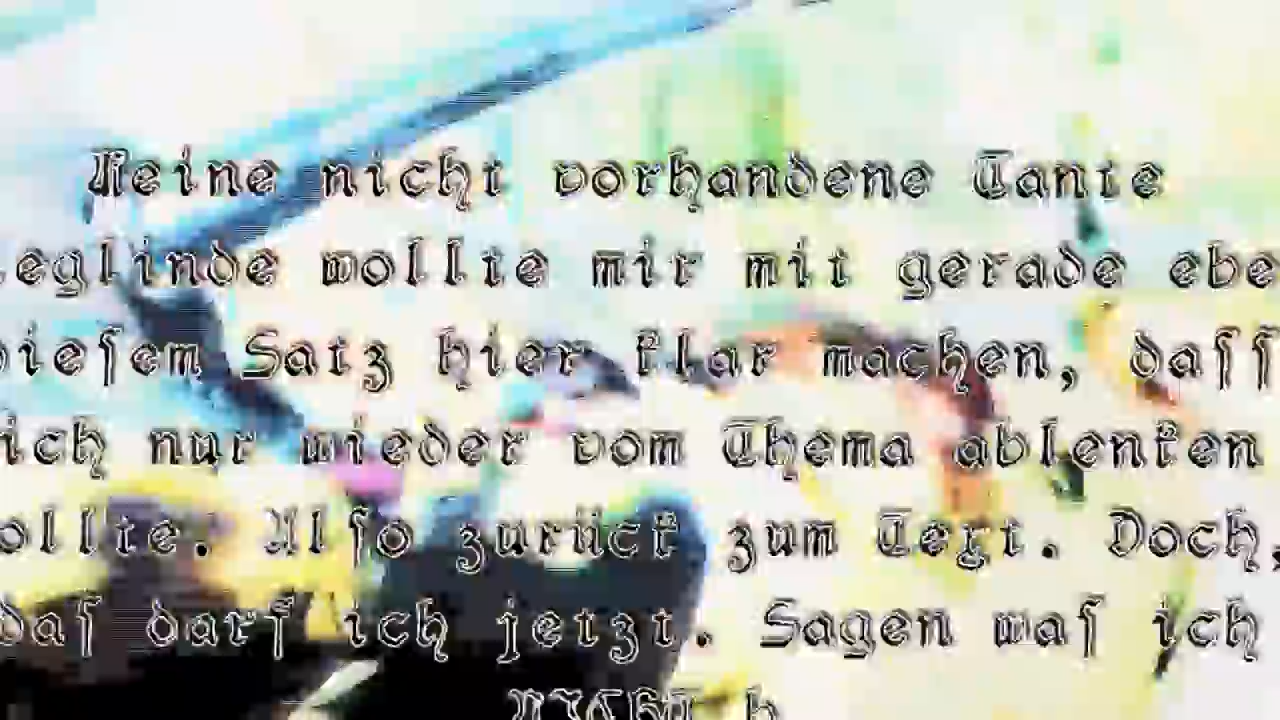 Meine nicht vorhandene Tante
ieglinde wollte mir mit gerade ebe
dieſem Satz hier klar machen, daſſ
ich nur wieder vom Thema ablenken
ollte. Alſo zurück zum Text. Doch,
daſ darf ich jetzt. Sagen waſ ich